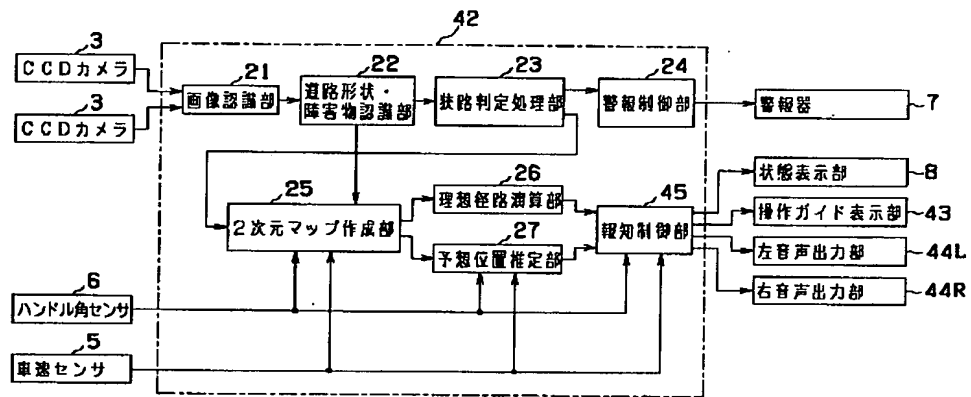 42
3
CCDカメラ
3
CCDカメラ
21
画像認識部
22
道路形状・
障害物認識部
23
狭路判定処理部
24
警報制御部
7
警報器
25
2次元マップ作成部
26
理想経路演算部
27
予想位置推定部
45
報知制御部
状態表示部
8
操作ガイド表示部
43
左音声出力部
44L
右音声出力部
44R
6
ハンドル角センサ
5
車速センサ